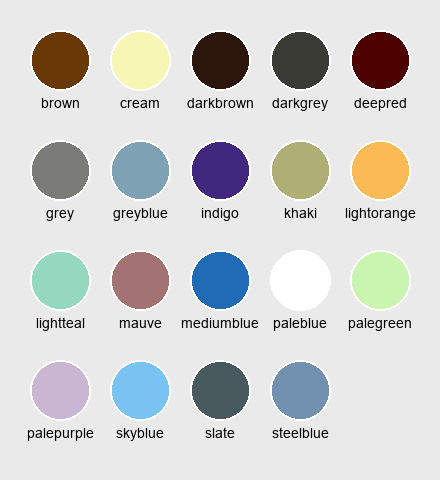 brown cream darkbrown darkgrey deepred
grey greyblue indigo khaki lightorange
lightteal mauve mediumblue paleblue palegreen
palepurple skyblue slate steelblue